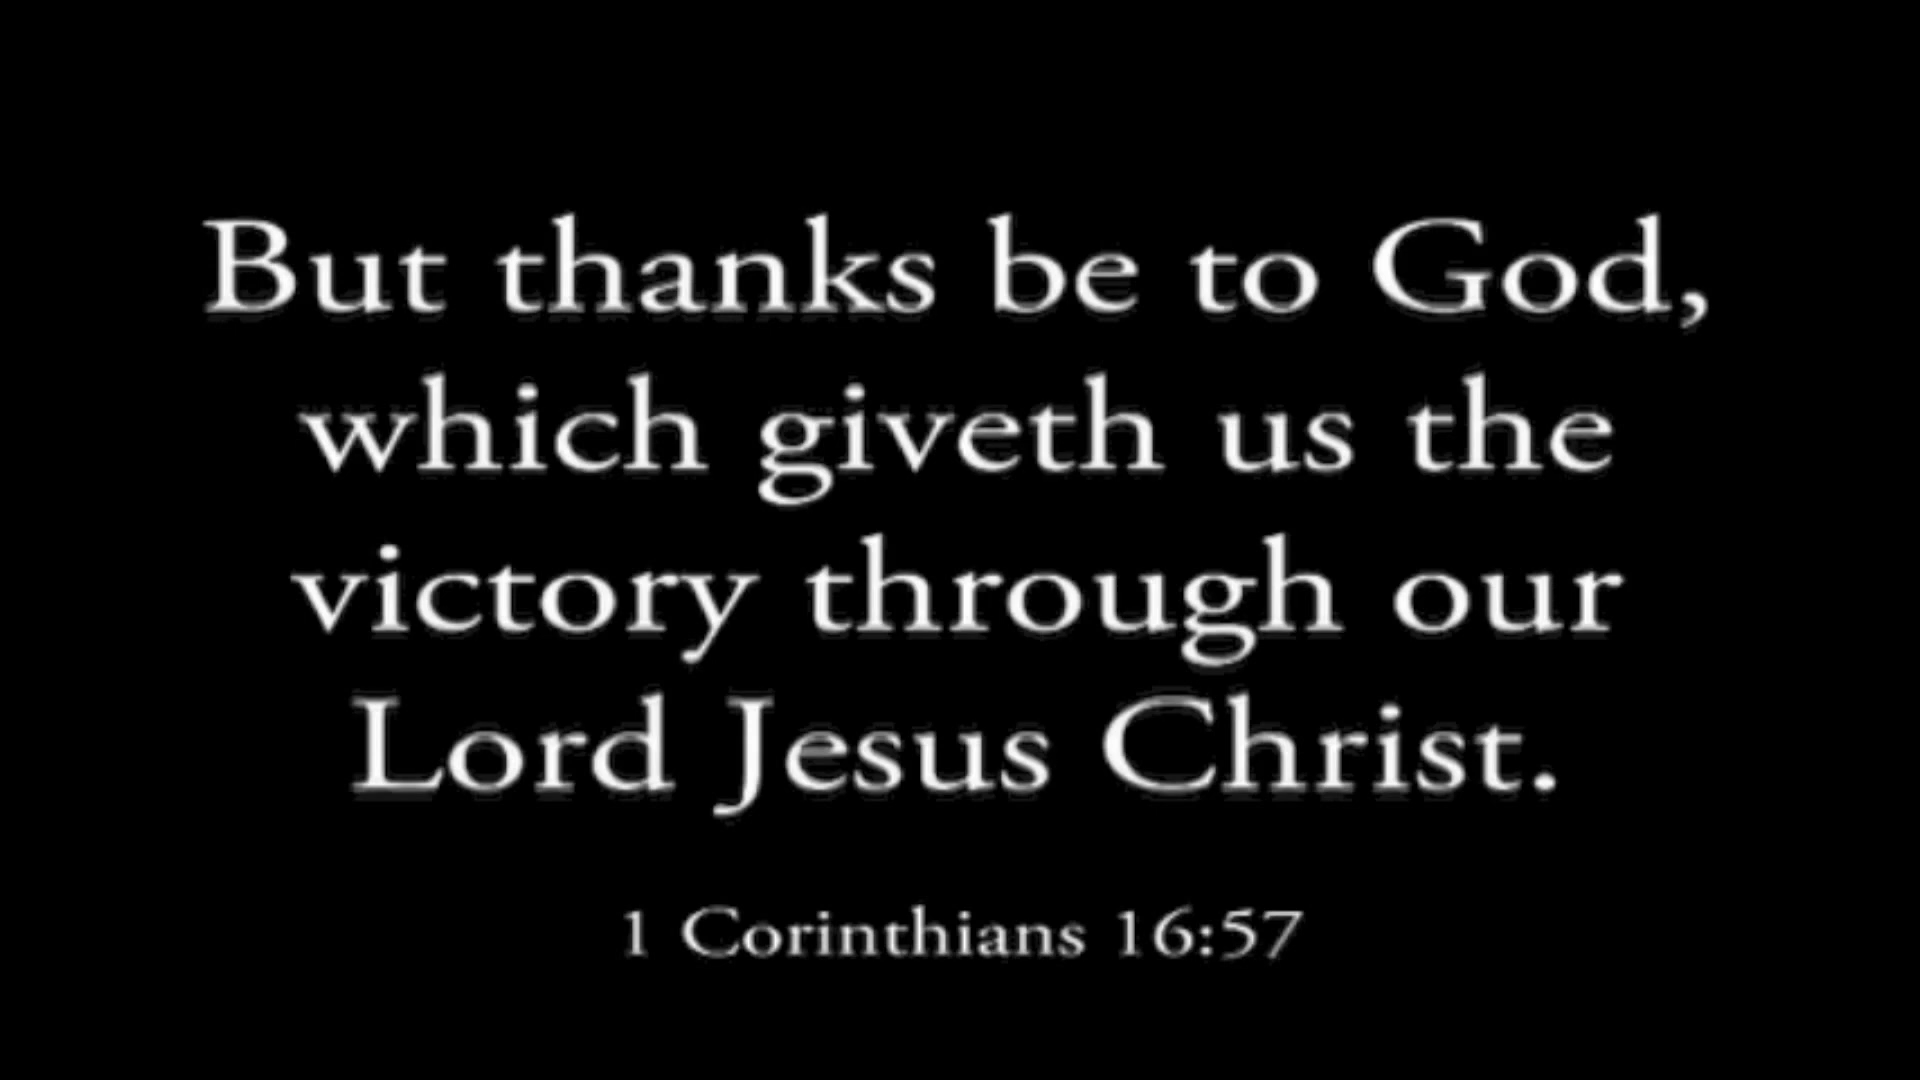 But thanks be to God,
which giveth us the
victory through our
Lord Jesus Christ.
1 Corinthians 16:57